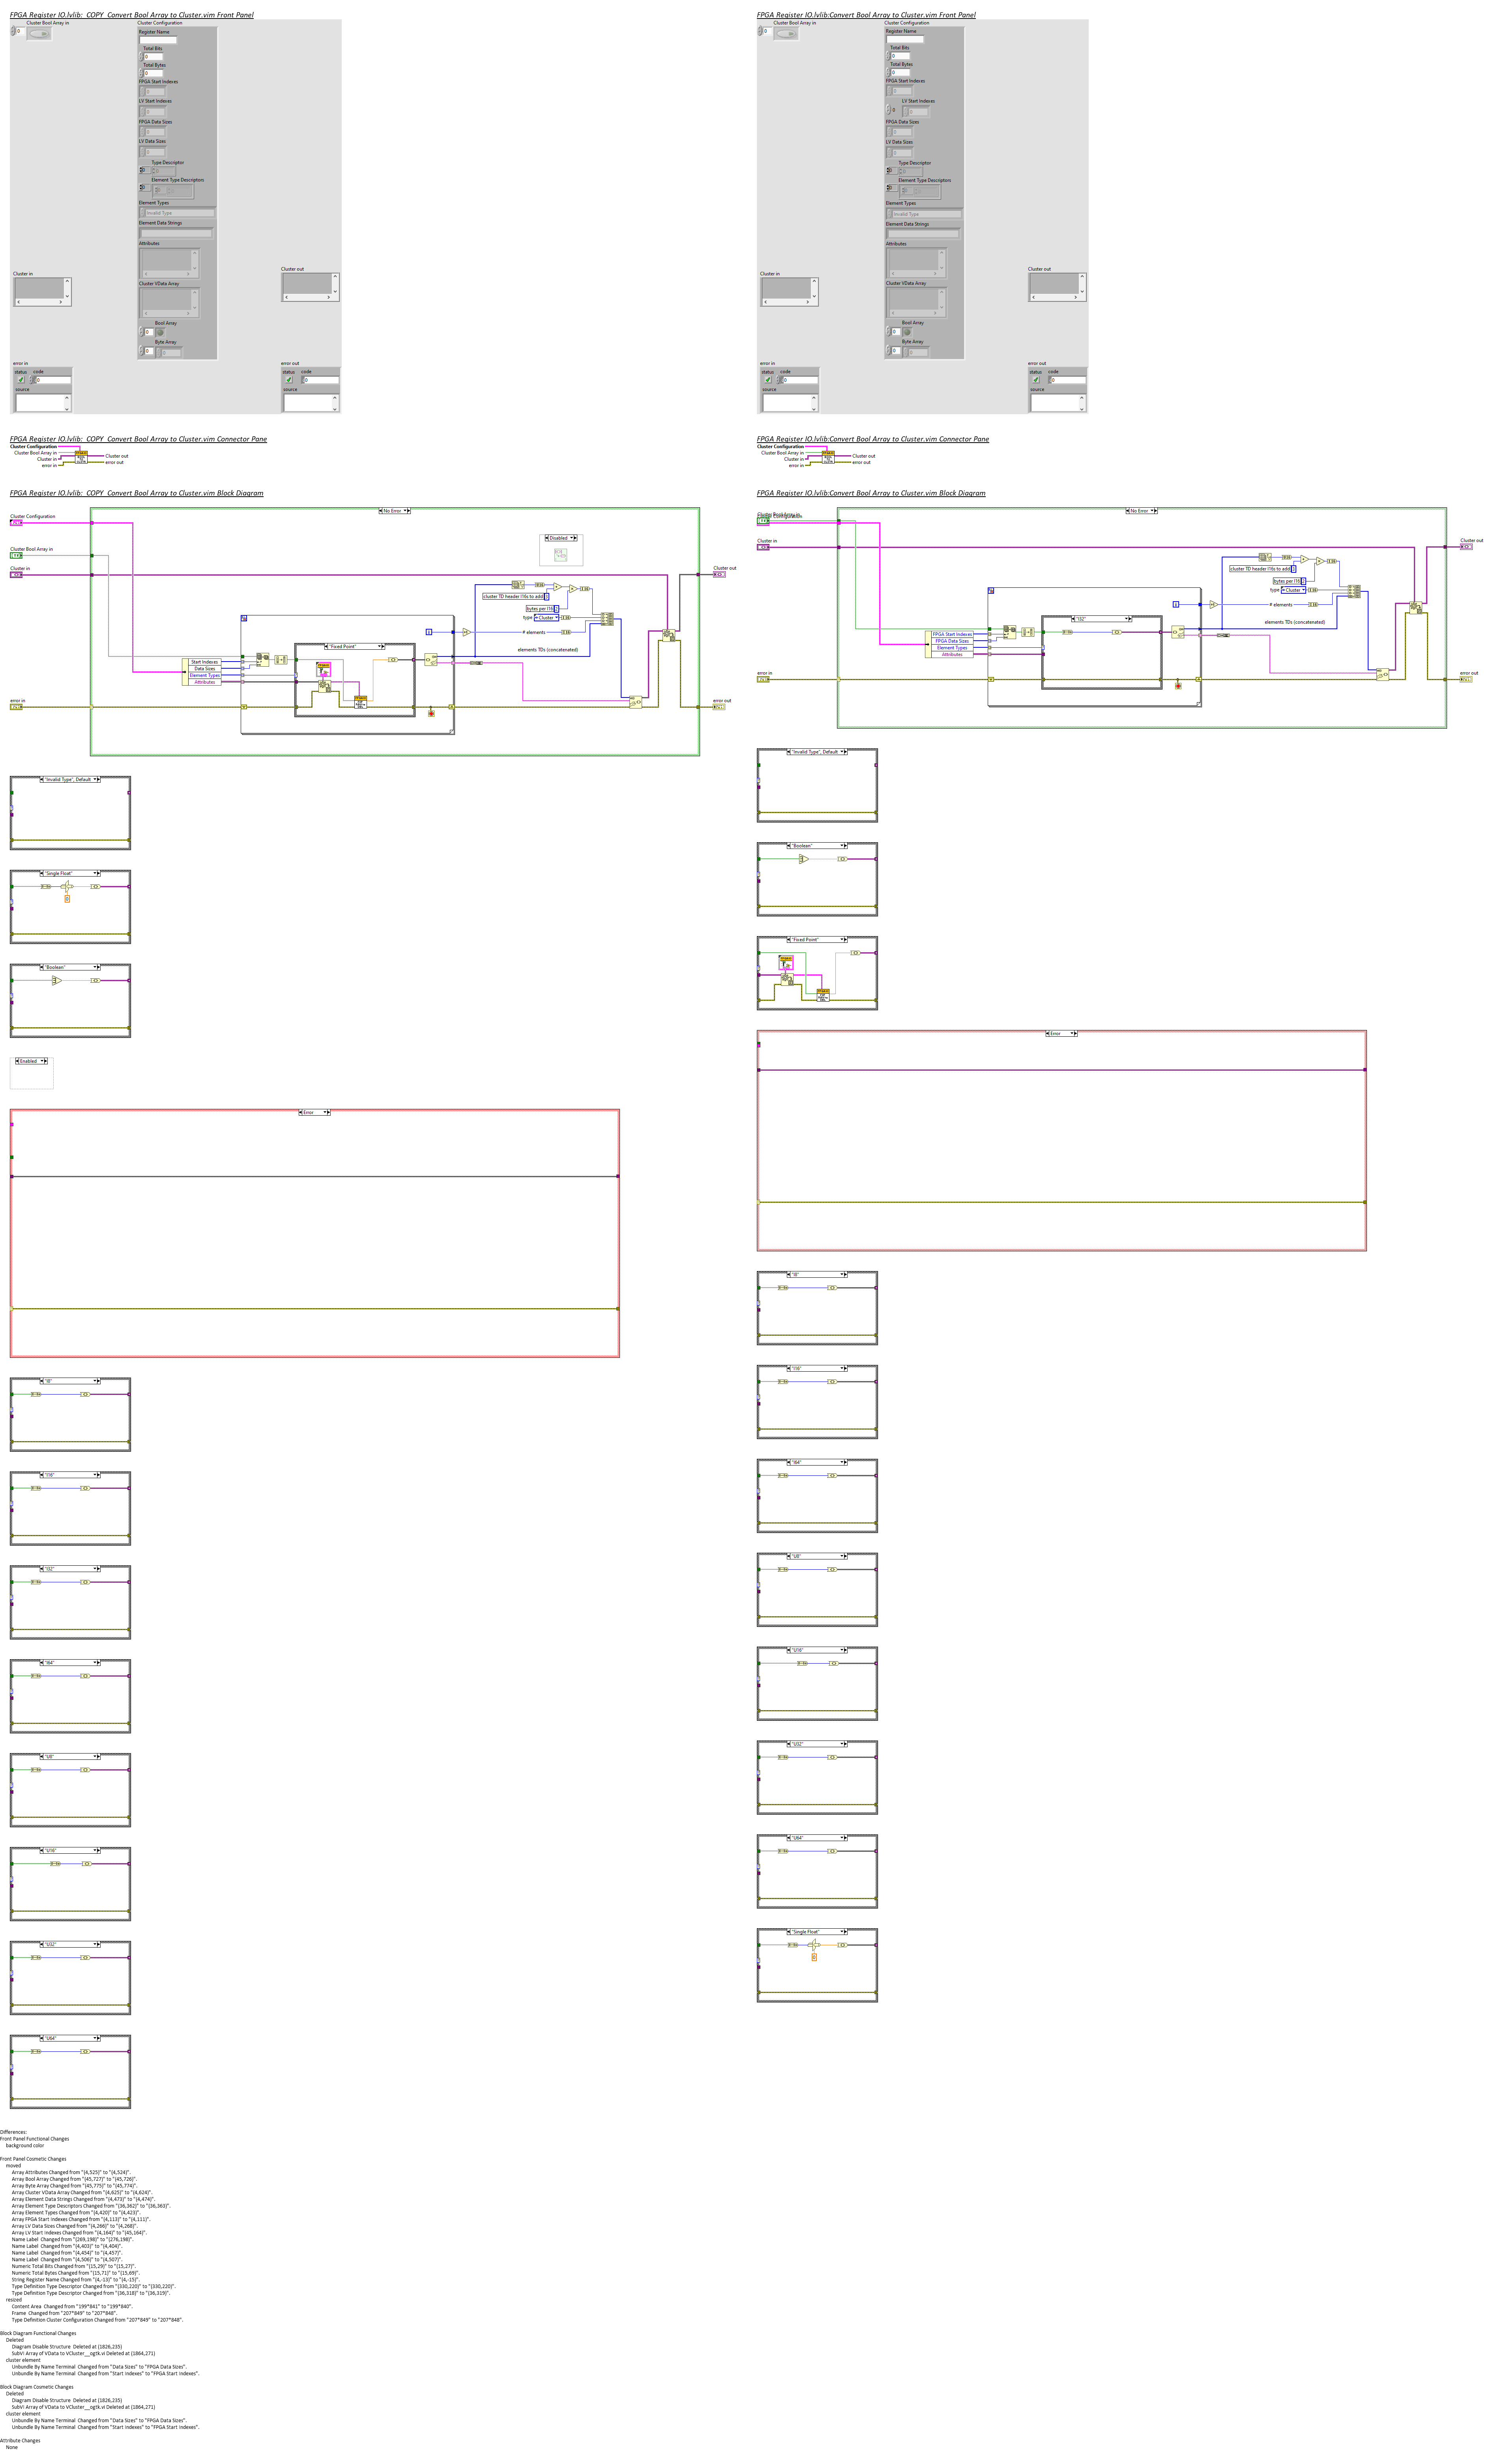 FPGA Register IO.lvlib:  COPY  Convert Bool Array to Cluster.vim Front Panel
Cluster Bool Array in
0
Cluster Configuration
Register Name
Total Bits
0
Total Bytes
0
FPGA Start Indexes
0
LV Start Indexes
0
FPGA Data Sizes
0
LV Data Sizes
0
Type Descriptor
Element Type Descriptors
Element Types
Invalid Type
Element Data Strings
Attributes
Cluster VData Array
Bool Array
0
Byte Array
0
Cluster in
Cluster out
error in
status code
0
source
error out
status code
0
source
FPGA Register IO.lvlib:Convert Bool Array to Cluster.vim Front Panel
Cluster Bool Array in
0
Cluster Configuration
Register Name
Total Bits
0
Total Bytes
0
FPGA Start Indexes
0
LV Start Indexes
0
FPGA Data Sizes
0
LV Data Sizes
0
Type Descriptor
Element Type Descriptors
Element Types
Invalid Type
Element Data Strings
Attributes
Cluster VData Array
Bool Array
0
Byte Array
0
Cluster in
Cluster out
error in
status code
0
source
error out
status code
0
source
FPGA Register IO.lvlib:  COPY  Convert Bool Array to Cluster.vim Connector Pane
Cluster Configuration
Cluster Bool Array in
Cluster in
error in
Cluster out
error out
FPGA Register IO.lvlib:Convert Bool Array to Cluster.vim Connector Pane
Cluster Configuration
Cluster Bool Array in
Cluster in
error in
Cluster out
error out
FPGA Register IO.lvlib:  COPY  Convert Bool Array to Cluster.vim Block Diagram
No Error
Cluster Configuration
Cluster Bool Array in
Cluster in
Disabled
Cluster out
cluster TD header I16s to add
bytes per I16
type Cluster
# elements
elements TDs (concatenated)
"Fixed Point"
Start Indexes
Data Sizes
Element Types
Attributes
error in
error out
"Invalid Type", Default
"Single Float"
"Boolean"
Enabled
Error
"I8"
"I16"
"I32"
"I64"
"U8"
"U16"
"U32"
"U64"
FPGA Register IO.lvlib:Convert Bool Array to Cluster.vim Block Diagram
No Error
Cluster in
Cluster out
cluster TD header I16s to add
bytes per I16
type Cluster
# elements
elements TDs (concatenated)
"I32"
FPGA Start Indexes
FPGA Data Sizes
Element Types
Attributes
error in
error out
"Invalid Type", Default
"Boolean"
"Fixed Point"
Error
"I8"
"I16"
"I64"
"U8"
"U16"
"U32"
"U64"
"Single Float"
Differences:
Front Panel Functional Changes
background color
Front Panel Cosmetic Changes
moved
Array Attributes Changed from "(4,525)" to "(4,524)".
Array Bool Array Changed from "(45,727)" to "(45,726)".
Array Byte Array Changed from "(45,775)" to "(45,774)".
Array Cluster VData Array Changed from "(4,625)" to "(4,624)".
Array Element Data Strings Changed from "(4,473)" to "(4,474)".
Array Element Type Descriptors Changed from "(36,362)" to "(36,363)".
Array Element Types Changed from "(4,420)" to "(4,423)".
Array FPGA Start Indexes Changed from "(4,113)" to "(4,111)".
Array LV Data Sizes Changed from "(4,266)" to "(4,268)".
Array LV Start Indexes Changed from "(4,164)" to "(45,164)".
Name Label  Changed from "(269,198)" to "(276,198)".
Name Label  Changed from "(4,403)" to "(4,404)".
Name Label  Changed from "(4,454)" to "(4,457)".
Name Label  Changed from "(4,506)" to "(4,507)".
Numeric Total Bits Changed from "(15,29)" to "(15,27)".
Numeric Total Bytes Changed from "(15,71)" to "(15,69)".
String Register Name Changed from "(4,-13)" to "(4,-15)".
Type Definition Type Descriptor Changed from "(330,220)" to "(330,220)".
Type Definition Type Descriptor Changed from "(36,318)" to "(36,319)".
resized
Content Area  Changed from "199*841" to "199*840".
Frame  Changed from "207*849" to "207*848".
Type Definition Cluster Configuration Changed from "207*849" to "207*848".
Block Diagram Functional Changes
Deleted
Diagram Disable Structure  Deleted at (1826,235)
SubVI Array of VData to VCluster__ogtk.vi Deleted at (1864,271)
cluster element
Unbundle By Name Terminal  Changed from "Data Sizes" to "FPGA Data Sizes".
Unbundle By Name Terminal  Changed from "Start Indexes" to "FPGA Start Indexes".
Block Diagram Cosmetic Changes
Deleted
Diagram Disable Structure  Deleted at (1826,235)
SubVI Array of VData to VCluster__ogtk.vi Deleted at (1864,271)
cluster element
Unbundle By Name Terminal  Changed from "Data Sizes" to "FPGA Data Sizes".
Unbundle By Name Terminal  Changed from "Start Indexes" to "FPGA Start Indexes".
Attribute Changes
None